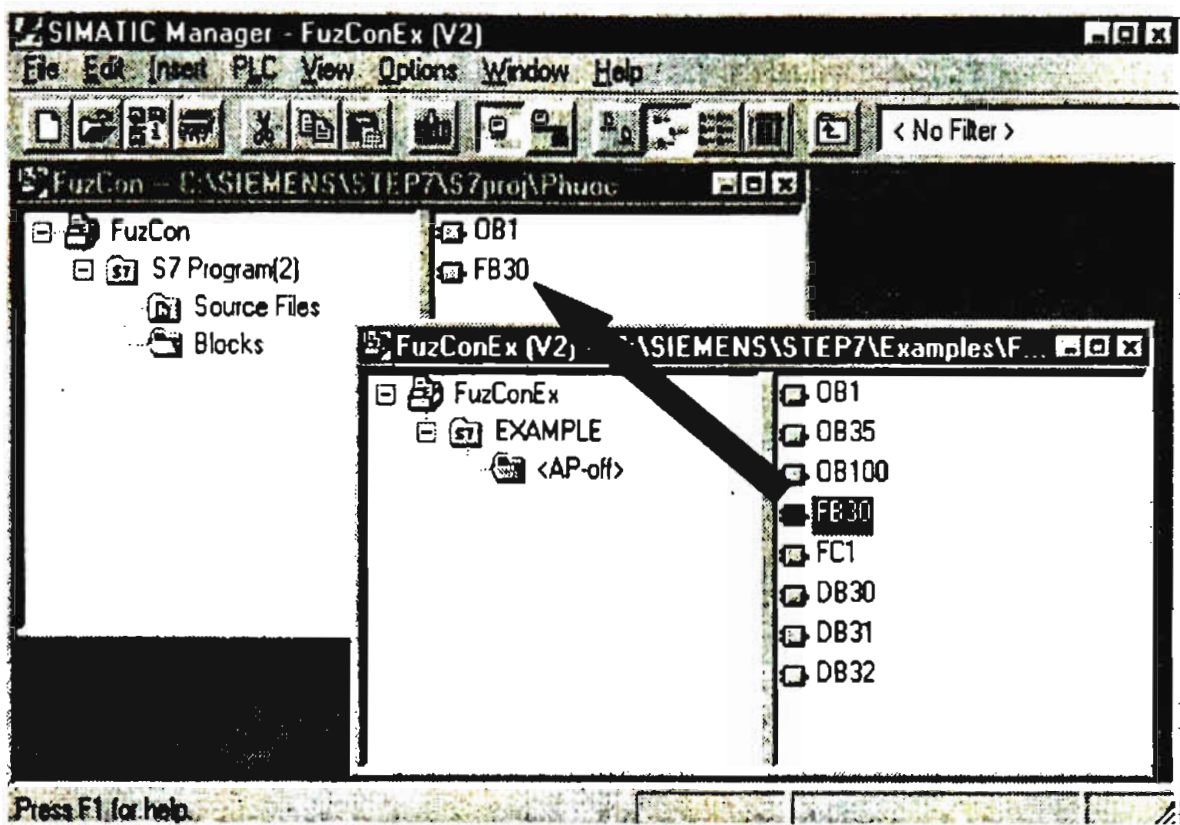 SIMATIC Manager - FuzConEx (V2)
File Edit Insert PLC View Options Window Help
< No Filter >
FuzCon -- C:\SIEMENS\STEP7\S7proj\Phuoc
FuzCon
S7 Program(2)
Source Files
Blocks
OB1
FB30
FuzConEx (V2) \SIEMENS\STEP7\Examples\F...
FuzConEx
EXAMPLE
<AP-off>
OB1
OB35
OB100
FB30
FC1
DB30
DB31
DB32
Press F1 for help.